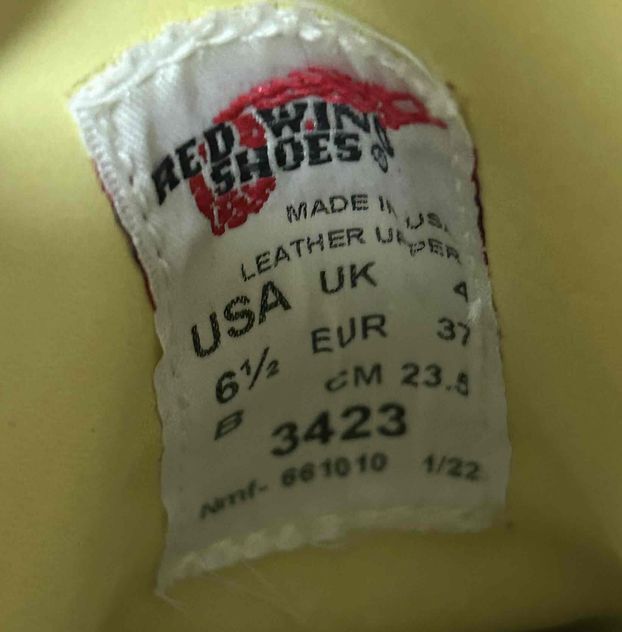 RED WING
SHOES ®
MADE IN USA
LEATHER UPPER
USA UK 4
6½ EUR 37
B CM 23.5
3423
Nmf- 661010 1/22